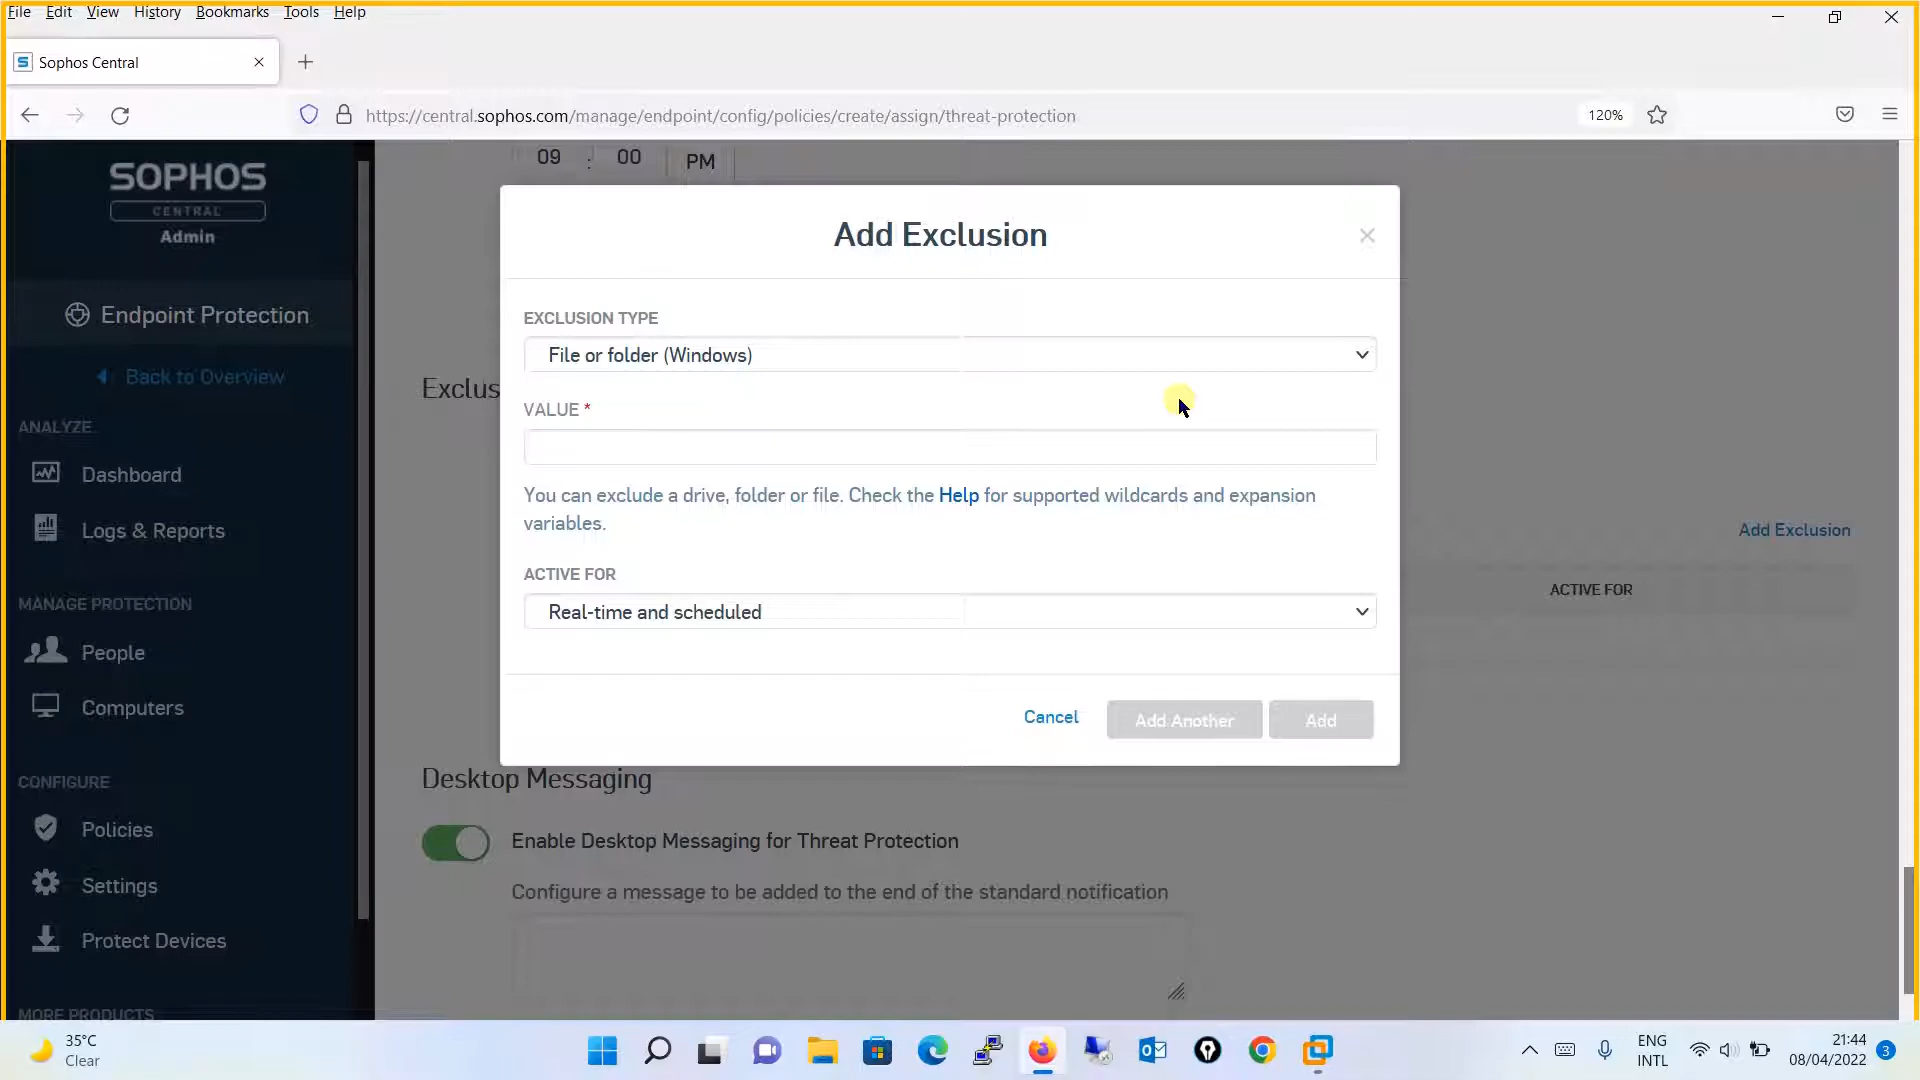 File Edit View History Bookmarks Tools Help
Sophos Central
https://central.sophos.com/manage/endpoint/config/policies/create/assign/threat-protection
120%
SOPHOS
CENTRAL
Admin
Endpoint Protection
Back to Overview
ANALYZE
Dashboard
Logs & Reports
MANAGE PROTECTION
People
Computers
CONFIGURE
Policies
Settings
Protect Devices
MORE PRODUCTS
09 : 00 PM
Exclus
Add Exclusion
EXCLUSION TYPE
File or folder (Windows)
VALUE *
You can exclude a drive, folder or file. Check the Help for supported wildcards and expansion
variables.
ACTIVE FOR
Real-time and scheduled
Cancel
Add Another
Add
Add Exclusion
ACTIVE FOR
Desktop Messaging
Enable Desktop Messaging for Threat Protection
Configure a message to be added to the end of the standard notification
35°C
Clear
ENG
INTL
21:44
08/04/2022
3